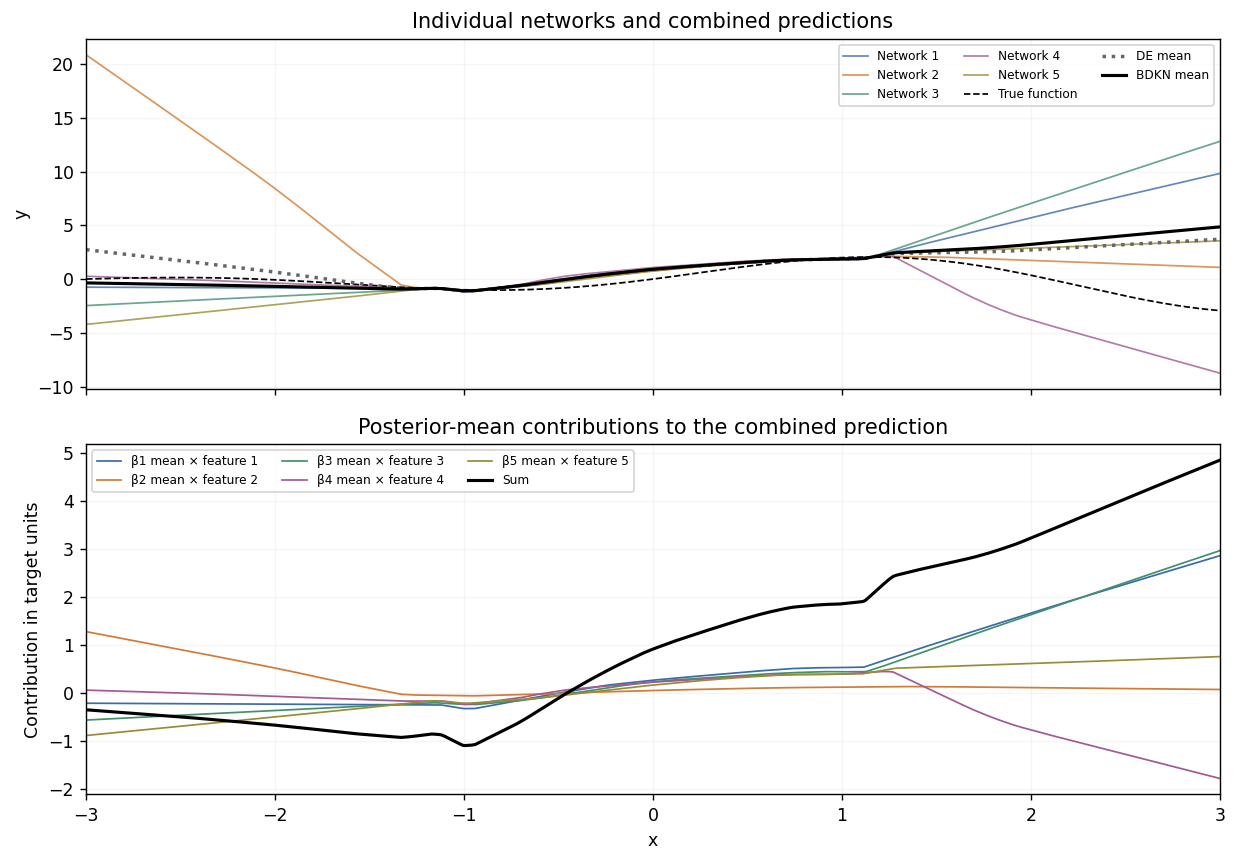 Individual networks and combined predictions
Network 1
Network 2
Network 3
Network 4
Network 5
True function
DE mean
BDKN mean
20
15
10
5
0
−5
−10
y
Posterior-mean contributions to the combined prediction
β1 mean × feature 1
β2 mean × feature 2
β3 mean × feature 3
β4 mean × feature 4
β5 mean × feature 5
Sum
5
4
3
2
1
0
−1
−2
Contribution in target units
−3
−2
−1
0
1
2
3
x